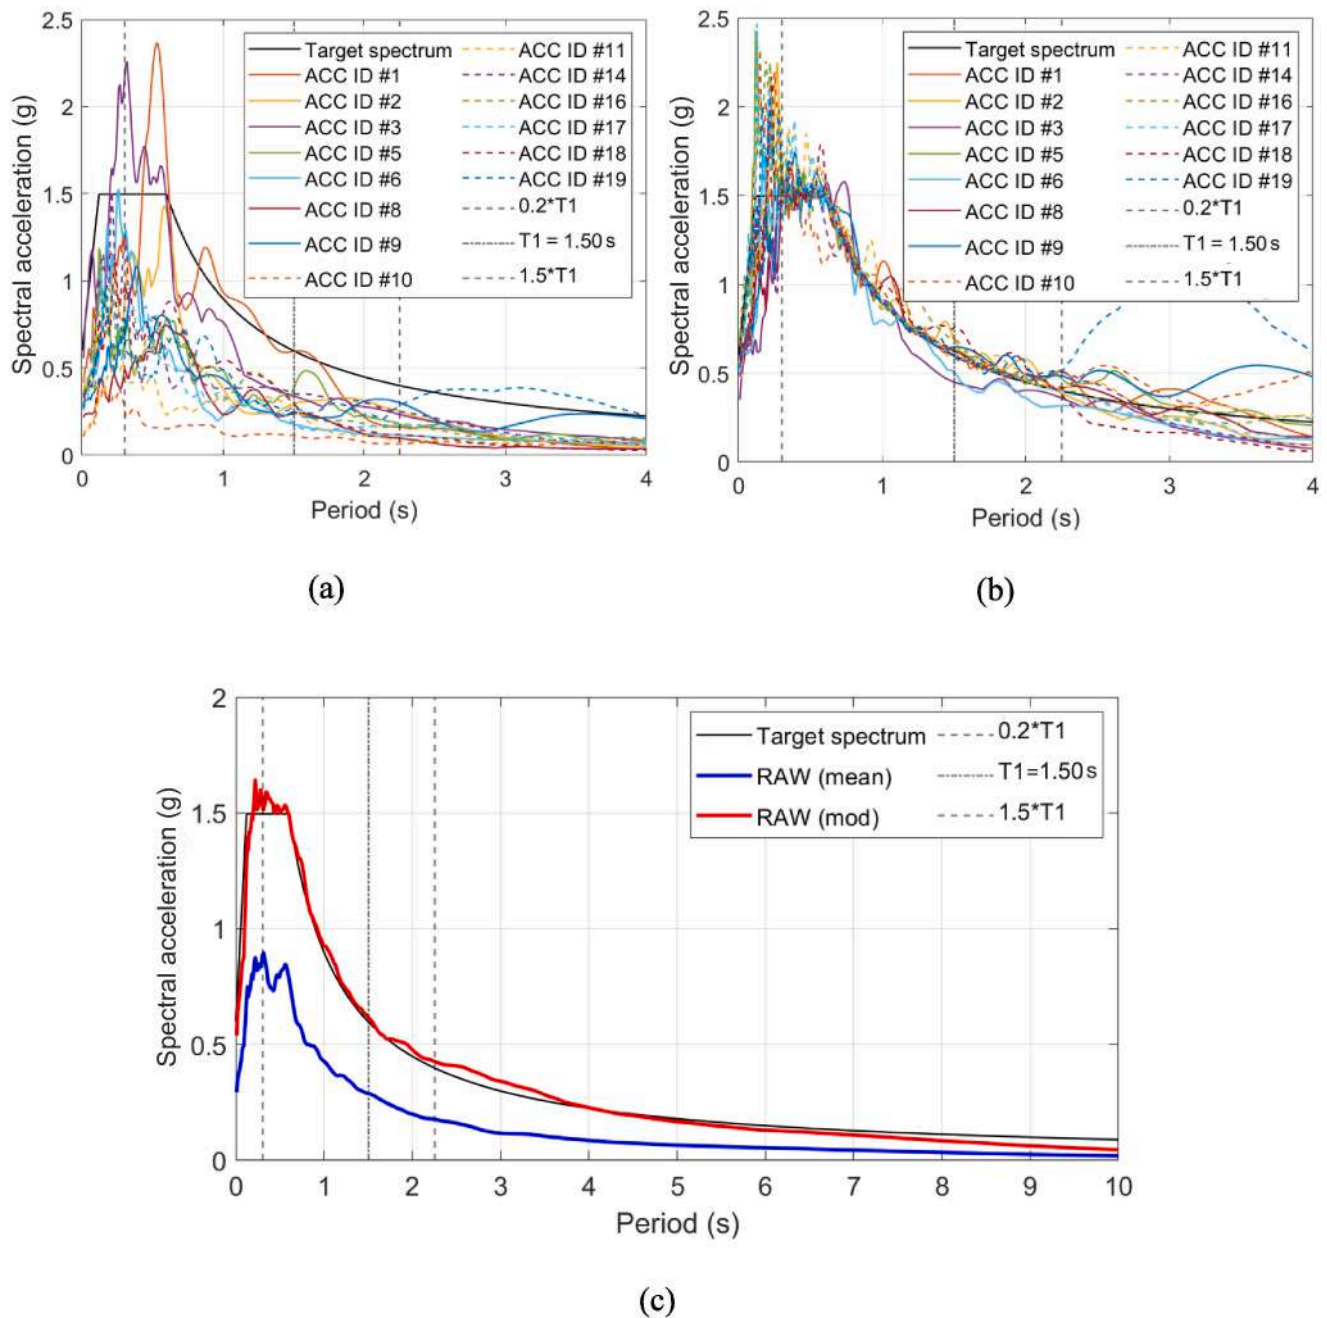 2.5
2
1.5
1
0.5
0
Spectral acceleration (g)
Target spectrum
ACC ID #1
ACC ID #2
ACC ID #3
ACC ID #5
ACC ID #6
ACC ID #8
ACC ID #9
ACC ID #10
ACC ID #11
ACC ID #14
ACC ID #16
ACC ID #17
ACC ID #18
ACC ID #19
0.2*T1
T1 = 1.50 s
1.5*T1
0 1 2 3 4
Period (s)
(a)
2.5
2
1.5
1
0.5
0
Spectral acceleration (g)
Target spectrum
ACC ID #1
ACC ID #2
ACC ID #3
ACC ID #5
ACC ID #6
ACC ID #8
ACC ID #9
ACC ID #10
ACC ID #11
ACC ID #14
ACC ID #16
ACC ID #17
ACC ID #18
ACC ID #19
0.2*T1
T1 = 1.50 s
1.5*T1
0 1 2 3 4
Period (s)
(b)
2
1.5
1
0.5
0
Spectral acceleration (g)
Target spectrum
RAW (mean)
RAW (mod)
0.2*T1
T1=1.50 s
1.5*T1
0 1 2 3 4 5 6 7 8 9 10
Period (s)
(c)